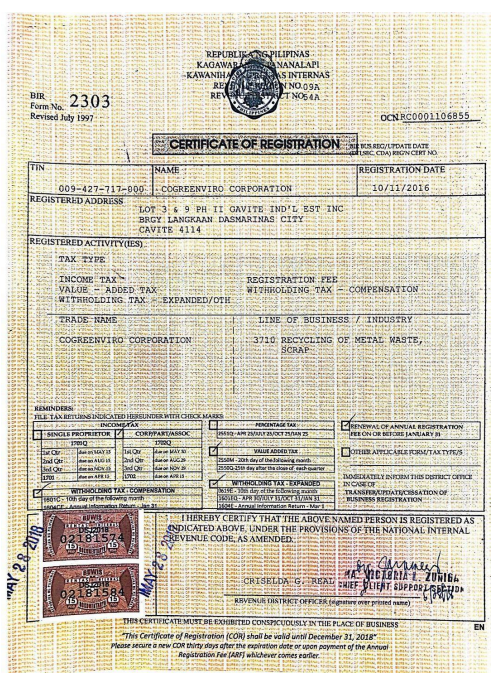 REPUBLIKA NG PILIPINAS
KAGAWARAN NG PANANALAPI
KAWANIHAN NG RENTAS INTERNAS
REVENUE REGION NO. 09A
REVENUE DISTRICT NO 54A
BIR
Form No. 2303
Revised July 1997
OCN RC0001106855
CERTIFICATE OF REGISTRATION
BIR BUS.REG/UPDATE DATE
REG'N CERT NO.
TIN NAME REGISTRATION DATE
009-427-717-000 COGREENVIRO CORPORATION 10/11/2016
REGISTERED ADDRESS
LOT 3 & 9 PH II GAVITE IND'L EST INC
BRGY LANGKAAN DASMARINAS CITY
CAVITE 4114
REGISTERED ACTIVITY(IES)
TAX TYPE
INCOME TAX REGISTRATION FEE
VALUE - ADDED TAX WITHHOLDING TAX - COMPENSATION
WITHHOLDING TAX - EXPANDED/OTH
TRADE NAME LINE OF BUSINESS / INDUSTRY
COGREENVIRO CORPORATION 3710 RECYCLING OF METAL WASTE,
SCRAP
REMINDERS:
FILE TAX RETURNS INDICATED HEREUNDER WITH CHECK MARKS:
INCOME TAX
SINGLE PROPRIETOR CORP/PART/ASSOC
1701Q 1702Q
1st Qtr due on MAY 15 1st Qtr due on MAY 30
2nd Qtr due on AUG 15 2nd Qtr due on AUG 29
3rd Qtr due on NOV 15 3rd Qtr due on NOV 29
1701 due on APR 15 1702 due on APR 15
WITHHOLDING TAX - COMPENSATION
1601C - 10th day of the following month
1604CF - Annual Information Return - Jan 31
PERCENTAGE TAX
2551Q - APR 25/JULY 25/OCT 25/JAN 25
VALUE ADDED TAX
2550M - 20th day of the following month
2550Q-25th day after the close of each quarter
WITHHOLDING TAX - EXPANDED
0619E - 10th day of the following month
1601EQ - APR 30/JULY 31/OCT 31/JAN 31
1604E - Annual Information Return - Mar 1
RENEWAL OF ANNUAL REGISTRATION
FEE ON OR BEFORE JANUARY 31
OTHER APPLICABLE FORM/TAX TYPE/S
IMMEDIATELY INFORM THIS DISTRICT OFFICE
IN CASE OF
TRANSFER/UPDATE/CESSATION OF
BUSINESS REGISTRATION
02181574
15
15
MAY 28 2018
02181584
15
15
MAY 28 2018
I HEREBY CERTIFY THAT THE ABOVE NAMED PERSON IS REGISTERED AS
INDICATED ABOVE, UNDER THE PROVISIONS OF THE NATIONAL INTERNAL
REVENUE CODE, AS AMENDED.
CRISELDA G. REAL
MA. VICTORIA E. ZUNIGA
CHIEF CLIENT SUPPORT SECTION
REVENUE DISTRICT OFFICER (signature over printed name)
THIS CERTIFICATE MUST BE EXHIBITED CONSPICUOUSLY IN THE PLACE OF BUSINESS
EN
"This Certificate of Registration (COR) shall be valid until December 31, 2018"
Please secure a new COR thirty days after the expiration date or upon payment of the Annual
Registration Fee (ARF) whichever comes earlier.